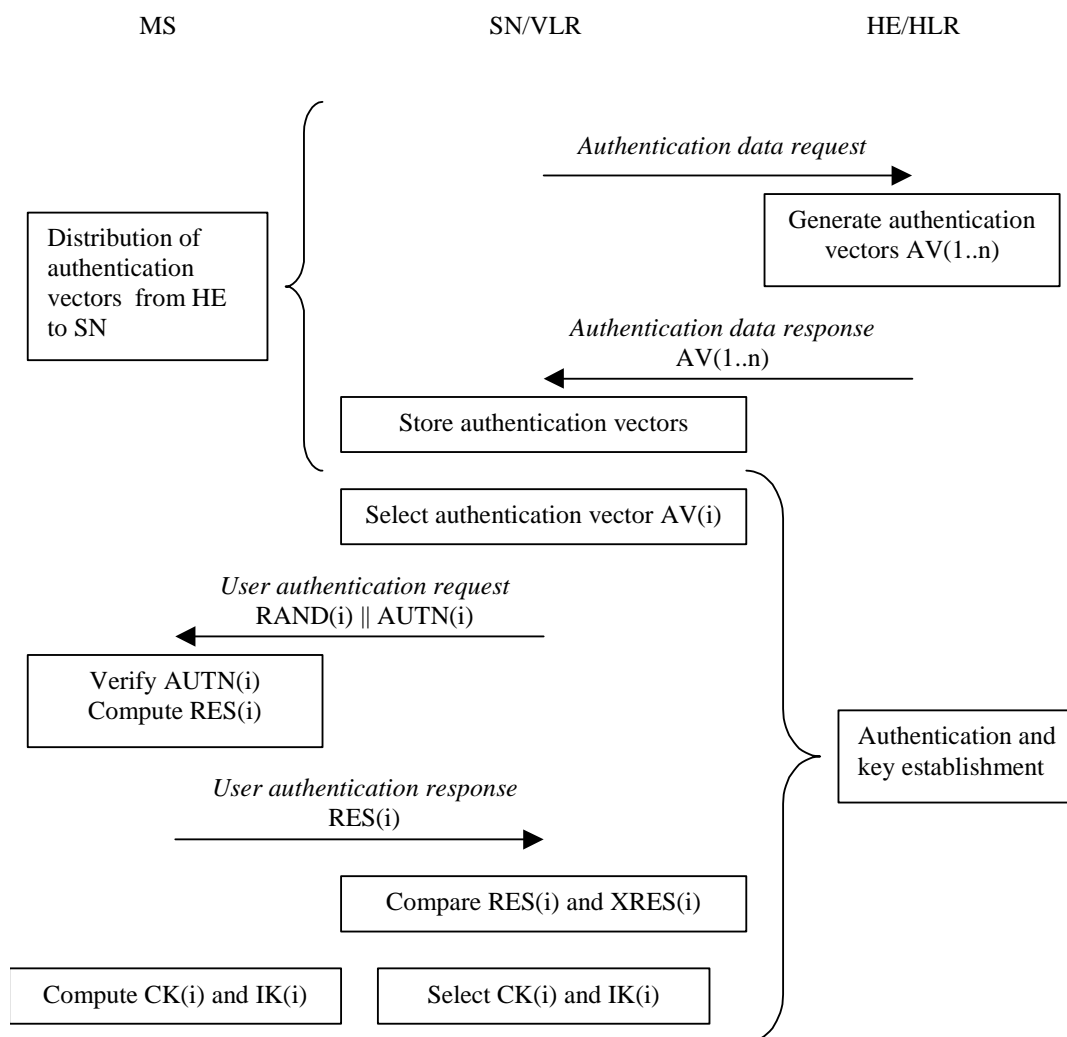 MS
SN/VLR
HE/HLR
Authentication data request
Generate authentication
vectors AV(1..n)
Distribution of
authentication
vectors from HE
to SN
Authentication data response
AV(1..n)
Store authentication vectors
Select authentication vector AV(i)
User authentication request
RAND(i) || AUTN(i)
Verify AUTN(i)
Compute RES(i)
Authentication and
key establishment
User authentication response
RES(i)
Compare RES(i) and XRES(i)
Compute CK(i) and IK(i)
Select CK(i) and IK(i)